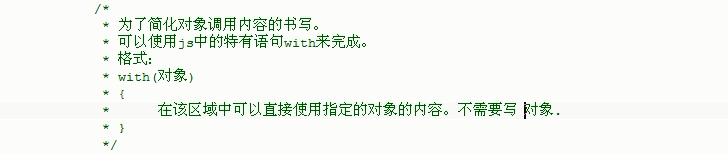 /*
* 为了简化对象调用内容的书写。
* 可以使用js中的特有语句with来完成。
* 格式:
* with(对象)
* {
* 在该区域中可以直接使用指定的对象的内容。不需要写 对象.
* }
*/